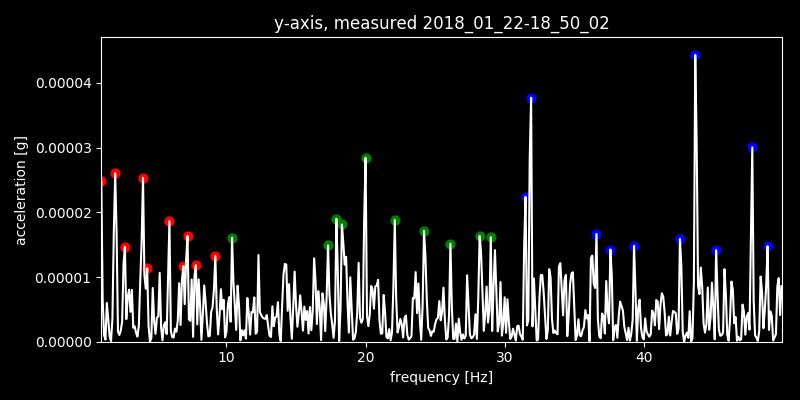 y-axis, measured 2018_01_22-18_50_02
acceleration [g]
0.00004
0.00003
0.00002
0.00001
0.00000
10 20 30 40
frequency [Hz]